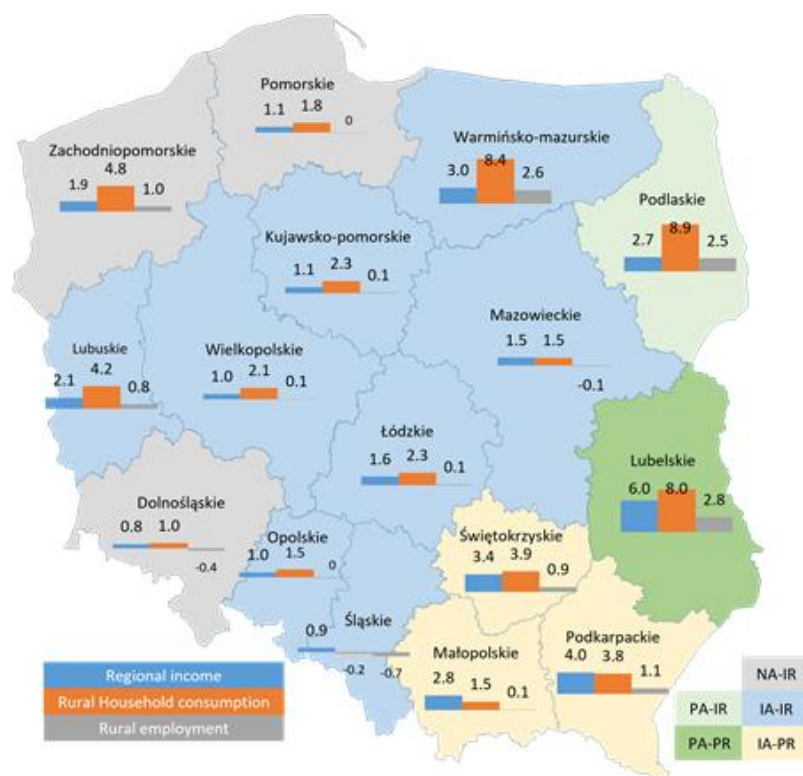 Pomorskie
1.1 1.8 0
Zachodniopomorskie
1.9 4.8 1.0
Warmińsko-mazurskie
3.0 8.4 2.6
Podlaskie
2.7 8.9 2.5
Kujawsko-pomorskie
1.1 2.3 0.1
Mazowieckie
1.5 1.5
-0.1
Lubuskie
2.1 4.2 0.8
Wielkopolskie
1.0 2.1 0.1
Łódzkie
1.6 2.3 0.1
Lubelskie
6.0 8.0 2.8
Dolnośląskie
0.8 1.0
-0.4
Opolskie
1.0 1.5 0
Świętokrzyskie
3.4 3.9 0.9
Śląskie
0.9
-0.2 -0.7
Małopolskie
2.8 1.5 0.1
Podkarpackie
4.0 3.8 1.1
Regional income
Rural Household consumption
Rural employment
NA-IR
PA-IR IA-IR
PA-PR IA-PR